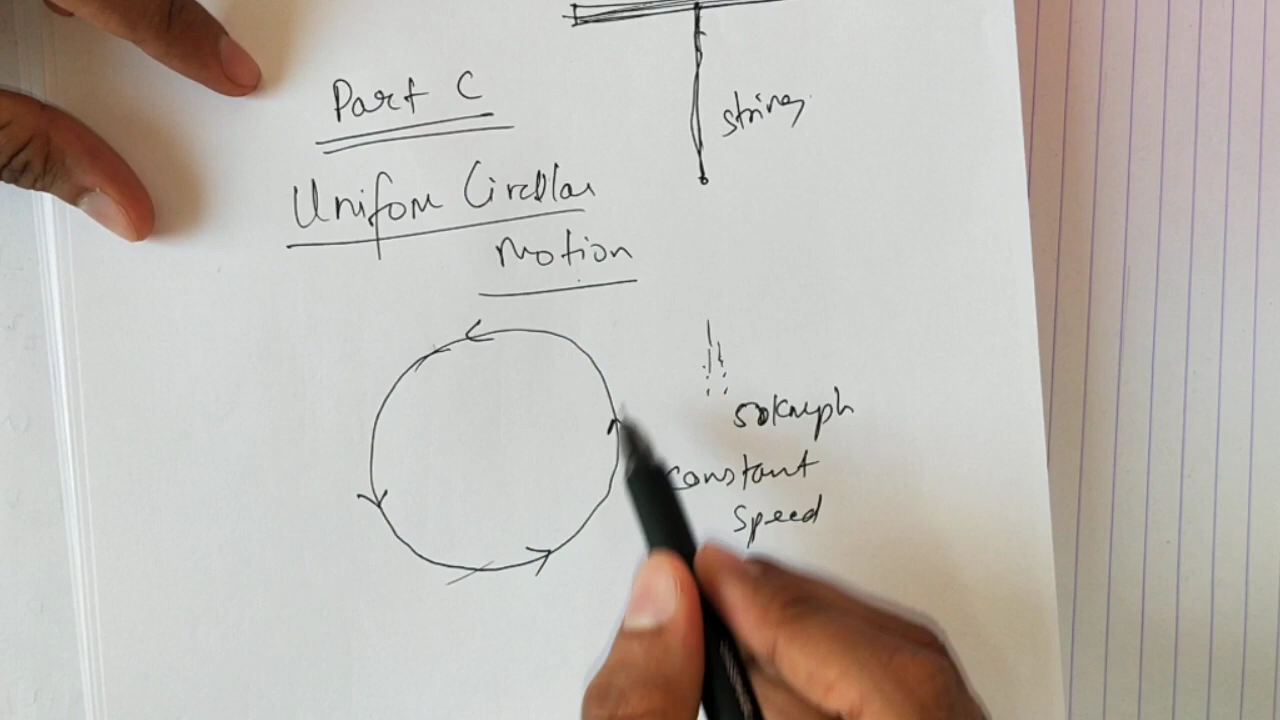 Part C
string
Uniform Circular
Motion
50kmph
constant
speed